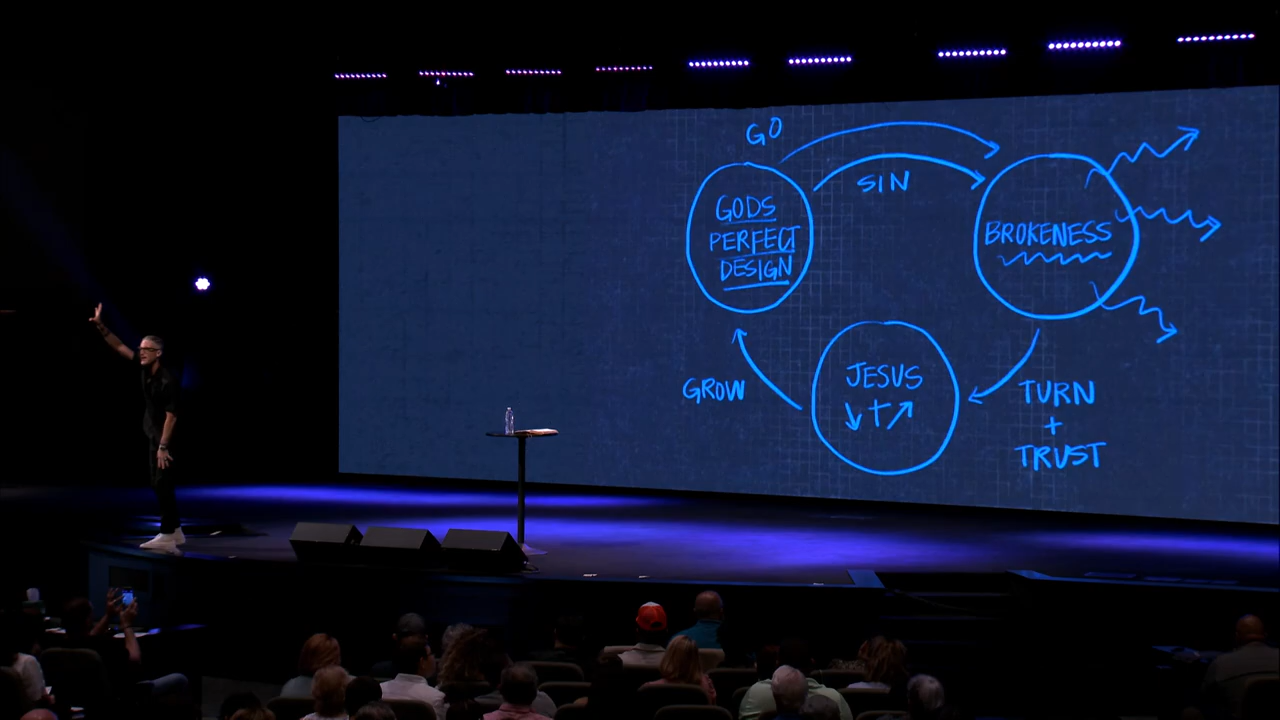 GO
SIN
GODS
PERFECT
DESIGN
BROKENESS
JESUS
GROW
TURN
+
TRUST